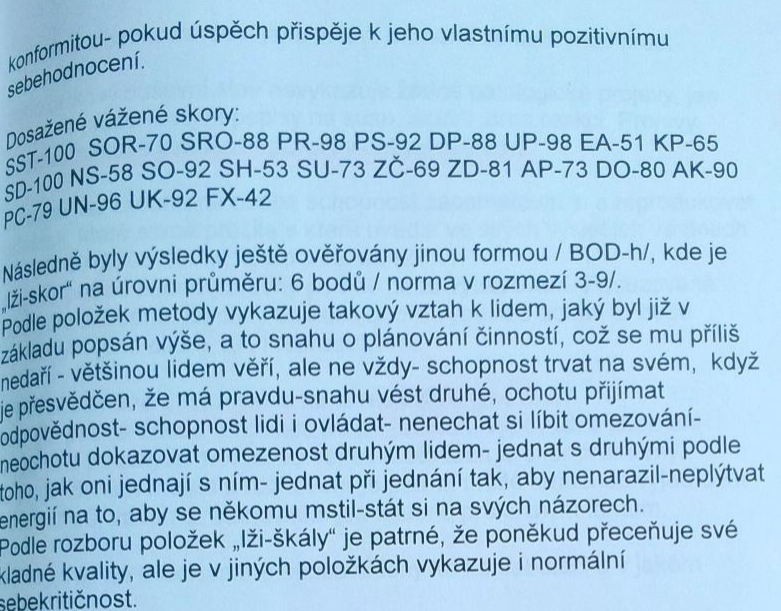 konformitou- pokud úspěch přispěje k jeho vlastnímu pozitivnímu
sebehodnocení.
Dosažené vážené skory:
SST-100 SOR-70 SRO-88 PR-98 PS-92 DP-88 UP-98 EA-51 KP-65
SD-100 NS-58 SO-92 SH-53 SU-73 ZČ-69 ZD-81 AP-73 DO-80 AK-90
PC-79 UN-96 UK-92 FX-42
Následně byly výsledky ještě ověřovány jinou formou / BOD-h/, kde je
„lži-skor“ na úrovni průměru: 6 bodů / norma v rozmezí 3-9/.
Podle položek metody vykazuje takový vztah k lidem, jaký byl již v
základu popsán výše, a to snahu o plánování činností, což se mu příliš
nedaří - většinou lidem věří, ale ne vždy- schopnost trvat na svém, když
je přesvědčen, že má pravdu-snahu vést druhé, ochotu přijímat
odpovědnost- schopnost lidi i ovládat- nenechat si líbit omezování-
neochotu dokazovat omezenost druhým lidem- jednat s druhými podle
toho, jak oni jednají s ním- jednat při jednání tak, aby nenarazil-neplýtvat
energií na to, aby se někomu mstil-stát si na svých názorech.
Podle rozboru položek „lži-škály“ je patrné, že poněkud přeceňuje své
kladné kvality, ale je v jiných položkách vykazuje i normální
sebekritičnost.